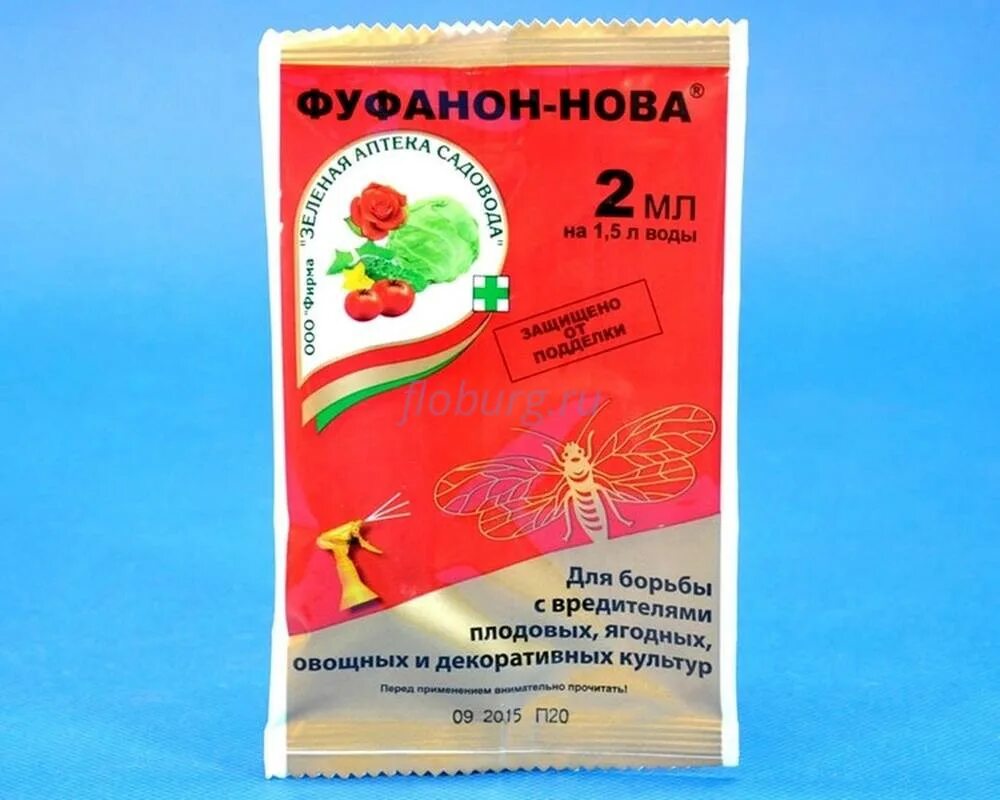 ФУФАНОН-НОВА®
ООО "Фирма "ЗЕЛЕНАЯ АПТЕКА САДОВОДА"
2 мл
на 1,5 л воды
ЗАЩИЩЕНО
ОТ
ПОДДЕЛКИ
floburg.ru
Для борьбы
с вредителями
плодовых, ягодных,
овощных и декоративных культур
Перед применением внимательно прочитать!
09 2015 П20